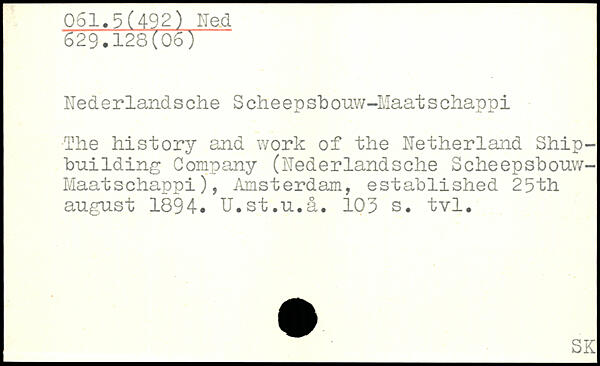 061.5(492) Ned
629.128(06)
Nederlandsche Scheepsbouw-Maatschappi
The history and work of the Netherland Ship-
building Company (Nederlandsche Scheepsbouw-
Maatschappi), Amsterdam, established 25th
august 1894. U.st.u.å. 103 s. tvl.
SK